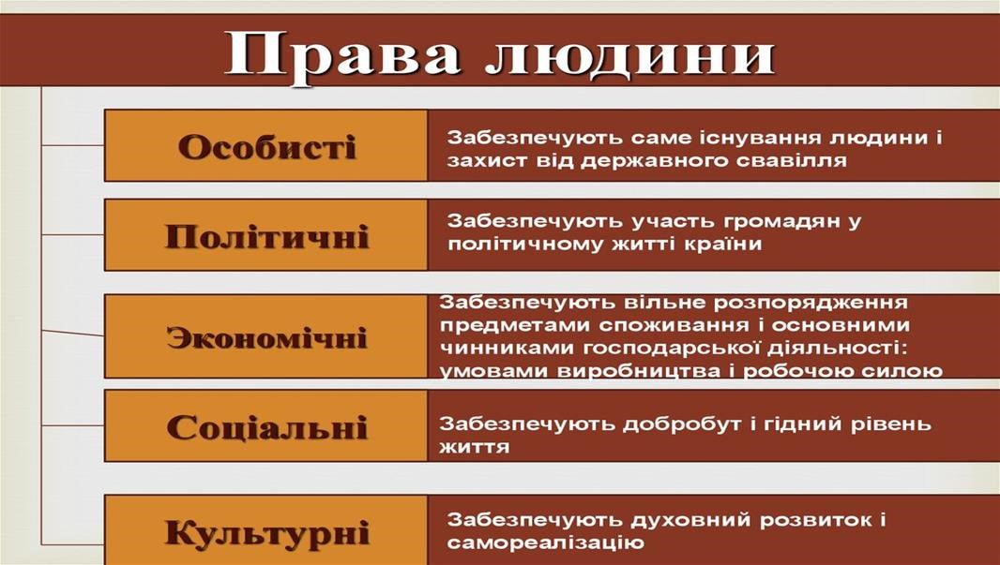 Права людини
Особисті
Забезпечують саме існування людини і
захист від державного свавілля
Політичні
Забезпечують участь громадян у
політичному житті країни
Экономічні
Забезпечують вільне розпорядження
предметами споживання і основними
чинниками господарської діяльності:
умовами виробництва і робочою силою
Соціальні
Забезпечують добробут і гідний рівень
життя
Культурні
Забезпечують духовний розвиток і
самореалізацію